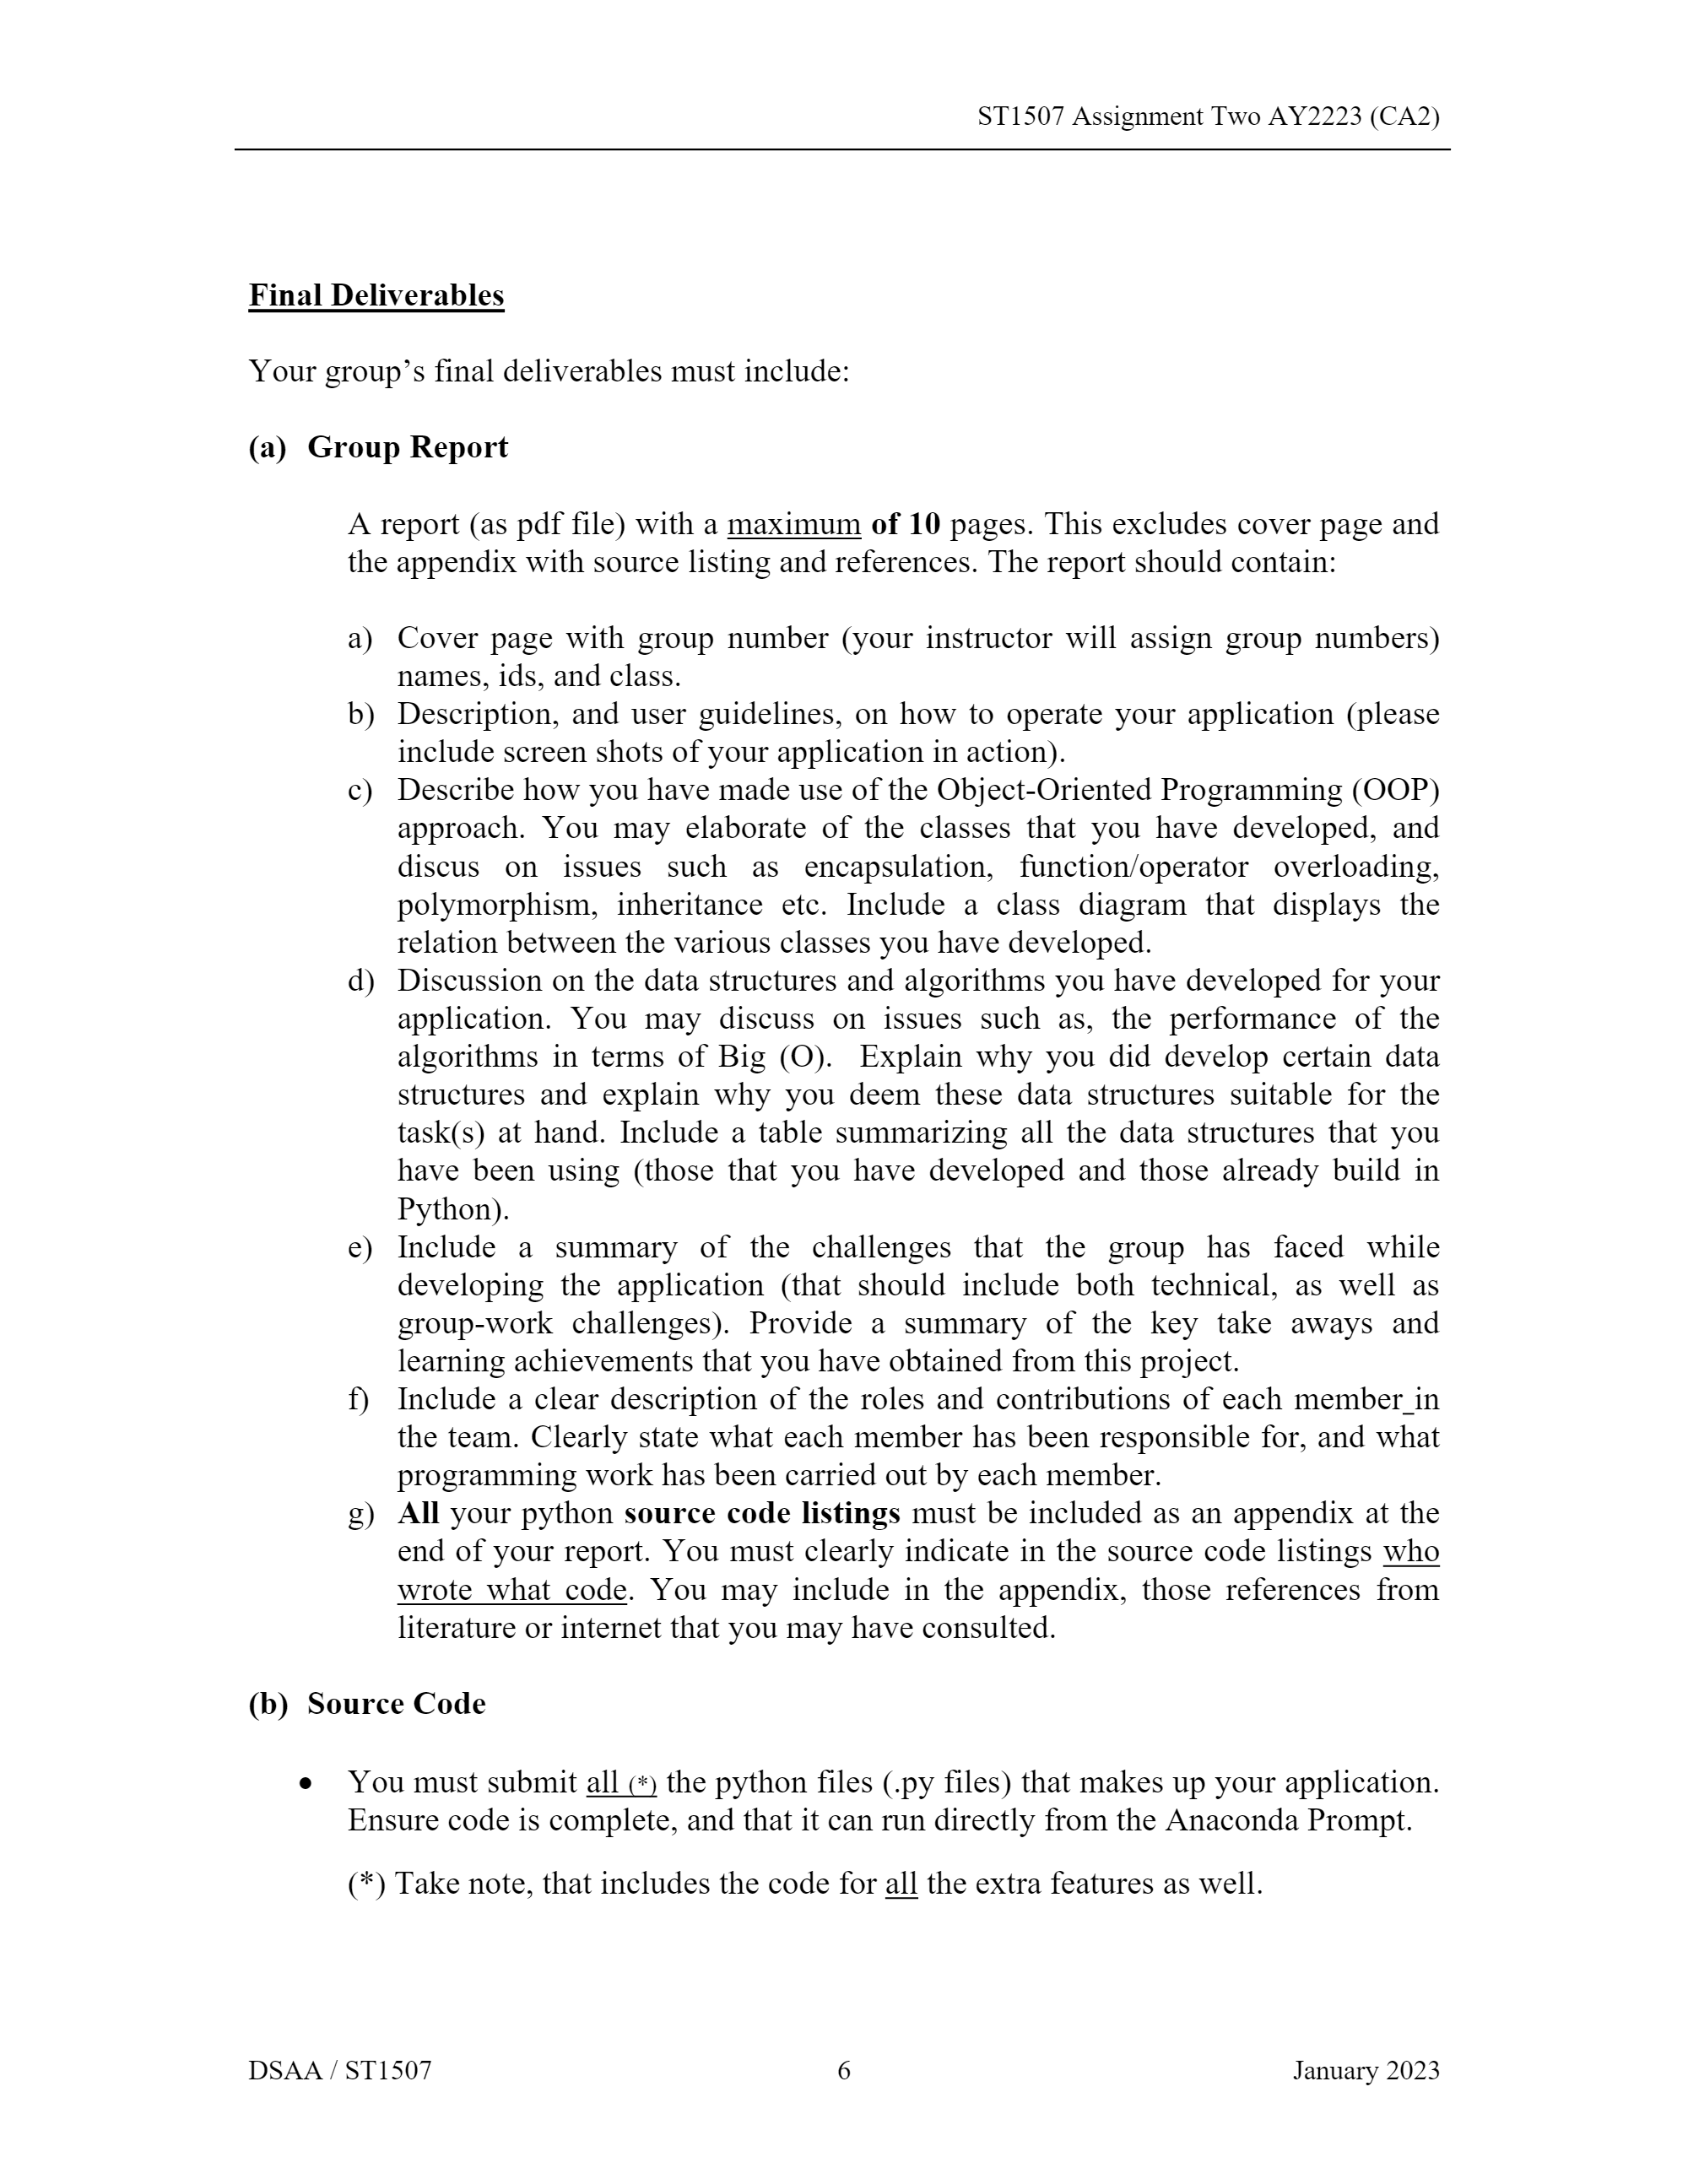 ST1507 Assignment Two AY2223 (CA2)
Final Deliverables
Your group’s final deliverables must include:
(a) Group Report
A report (as pdf file) with a maximum of 10 pages. This excludes cover page and
the appendix with source listing and references. The report should contain:
a) Cover page with group number (your instructor will assign group numbers)
names, ids, and class.
b) Description, and user guidelines, on how to operate your application (please
include screen shots of your application in action).
c) Describe how you have made use of the Object-Oriented Programming (OOP)
approach. You may elaborate of the classes that you have developed, and
discus on issues such as encapsulation, function/operator overloading,
polymorphism, inheritance etc. Include a class diagram that displays the
relation between the various classes you have developed.
d) Discussion on the data structures and algorithms you have developed for your
application. You may discuss on issues such as, the performance of the
algorithms in terms of Big (O).  Explain why you did develop certain data
structures and explain why you deem these data structures suitable for the
task(s) at hand. Include a table summarizing all the data structures that you
have been using (those that you have developed and those already build in
Python).
e) Include a summary of the challenges that the group has faced while
developing the application (that should include both technical, as well as
group-work challenges). Provide a summary of the key take aways and
learning achievements that you have obtained from this project.
f) Include a clear description of the roles and contributions of each member in
the team. Clearly state what each member has been responsible for, and what
programming work has been carried out by each member.
g) All your python source code listings must be included as an appendix at the
end of your report. You must clearly indicate in the source code listings who
wrote what code. You may include in the appendix, those references from
literature or internet that you may have consulted.
(b) Source Code
• You must submit all (*) the python files (.py files) that makes up your application.
Ensure code is complete, and that it can run directly from the Anaconda Prompt.
(*) Take note, that includes the code for all the extra features as well.
DSAA / ST1507 6 January 2023